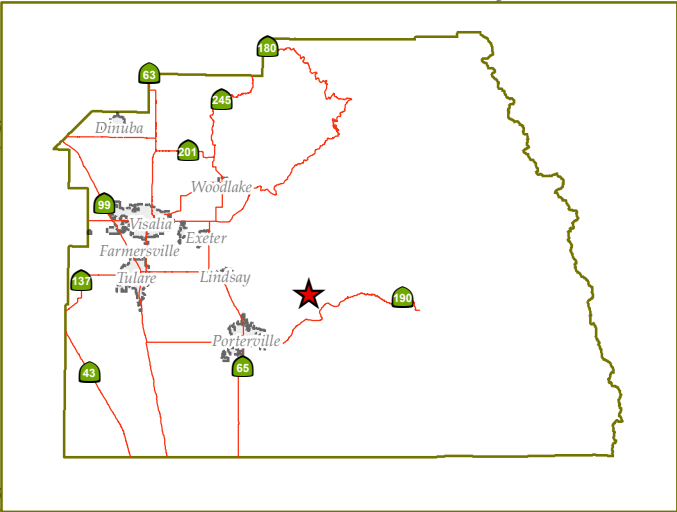 180
63
245
Dinuba
201
Woodlake
99
Visalia
Exeter
Farmersville
137
Tulare
Lindsay
190
Porterville
65
43